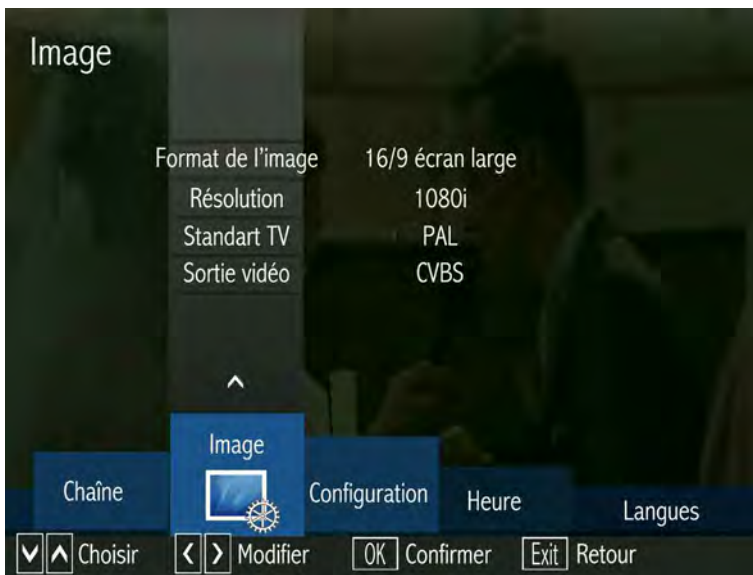 Image
Format de l'image 16/9 écran large
Résolution 1080i
Standart TV PAL
Sortie vidéo CVBS
Chaîne Image Configuration Heure Langues
Choisir Modifier OK Confirmer Exit Retour